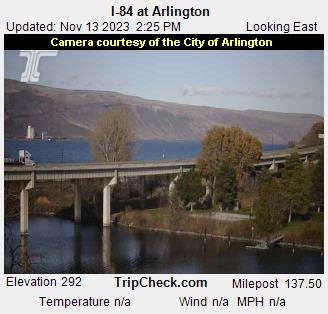 I-84 at Arlington
Updated: Nov 13 2023 2:25 PM Looking East
Camera courtesy of the City of Arlington
Elevation 292 TripCheck.com Milepost 137.50
Temperature n/a Wind n/a MPH n/a